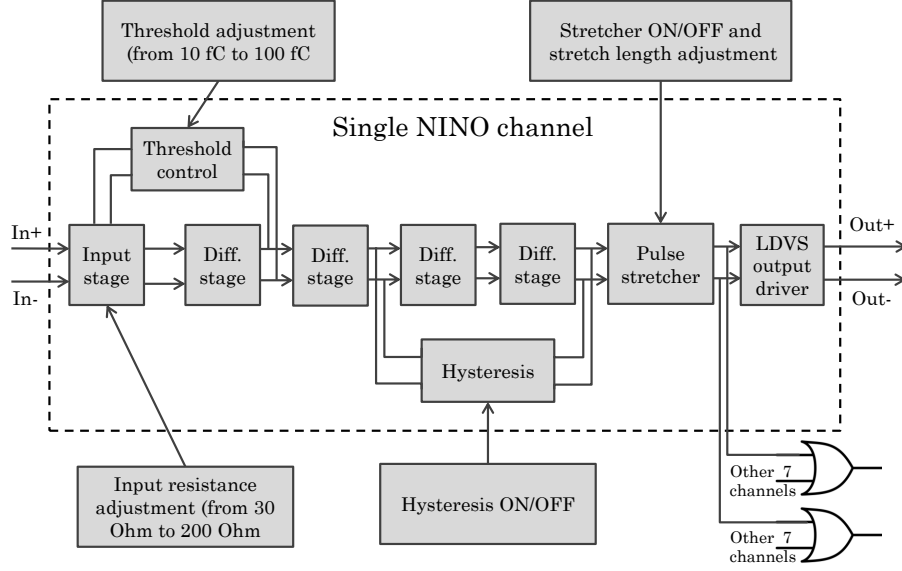 Threshold adjustment
(from 10 fC to 100 fC
Stretcher ON/OFF and
stretch length adjustment
Single NINO channel
Threshold
control
In+
In-
Input
stage
Diff.
stage
Diff.
stage
Diff.
stage
Diff.
stage
Pulse
stretcher
LDVS
output
driver
Out+
Out-
Hysteresis
Input resistance
adjustment (from 30
Ohm to 200 Ohm
Hysteresis ON/OFF
Other 7
channels
Other 7
channels